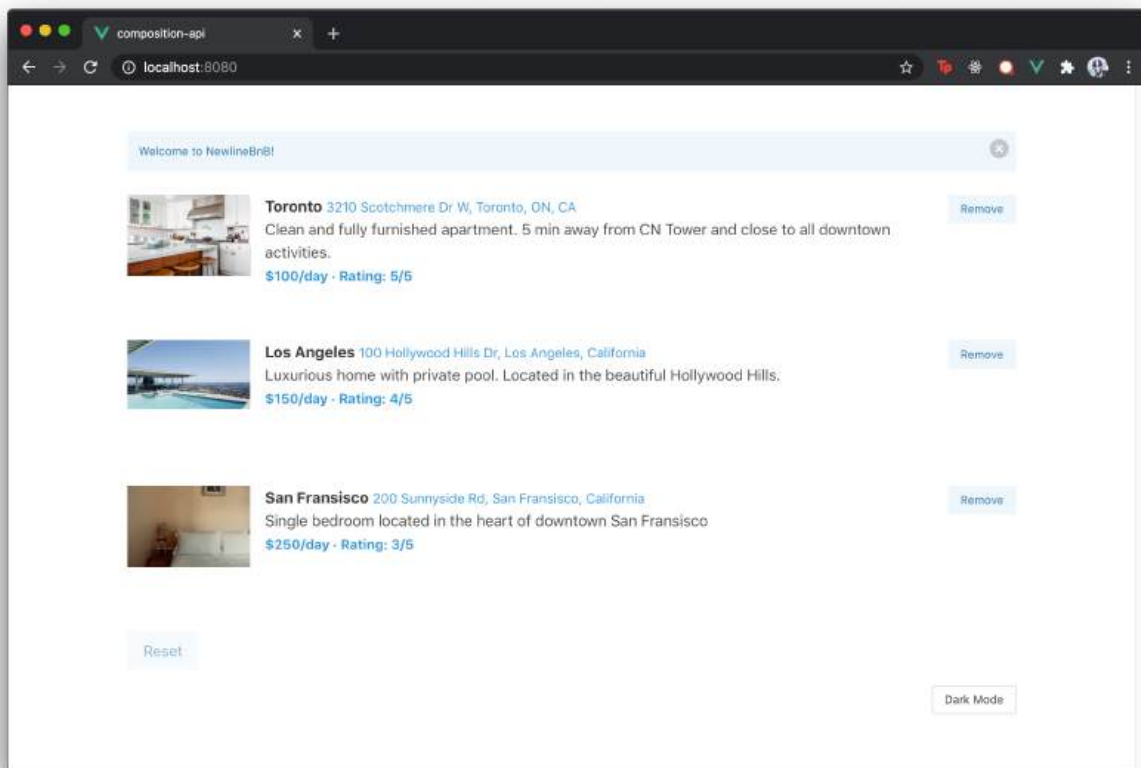 composition-api
localhost:8080
Welcome to NewlineBnB!
Toronto 3210 Scotchmere Dr W, Toronto, ON, CA
Remove
Clean and fully furnished apartment. 5 min away from CN Tower and close to all downtown
activities.
$100/day · Rating: 5/5
Los Angeles 100 Hollywood Hills Dr, Los Angeles, California
Remove
Luxurious home with private pool. Located in the beautiful Hollywood Hills.
$150/day · Rating: 4/5
San Fransisco 200 Sunnyside Rd, San Fransisco, California
Remove
Single bedroom located in the heart of downtown San Fransisco
$250/day · Rating: 3/5
Reset
Dark Mode